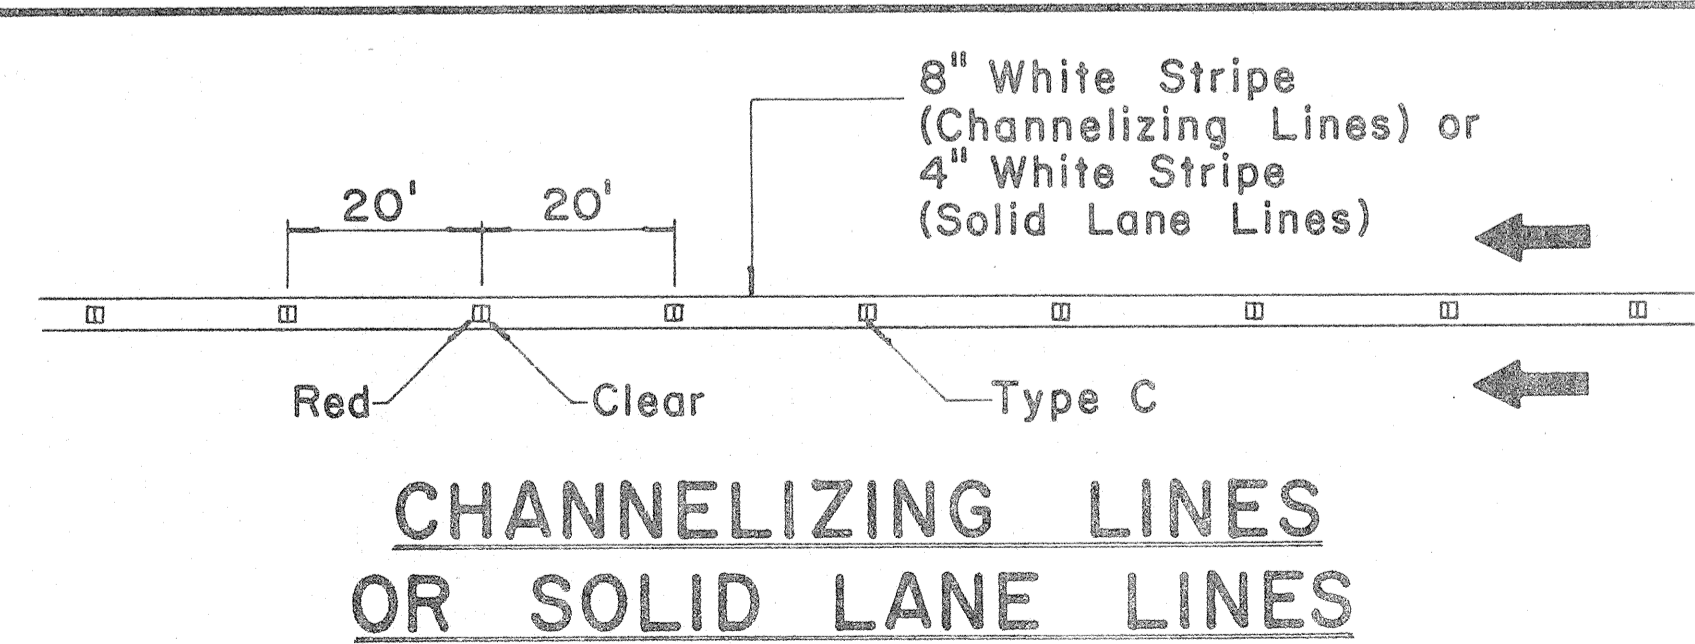 8" White Stripe
(Channelizing Lines) or
4" White Stripe
(Solid Lane Lines)
20' 20'
Red Clear Type C
CHANNELIZING LINES
OR SOLID LANE LINES